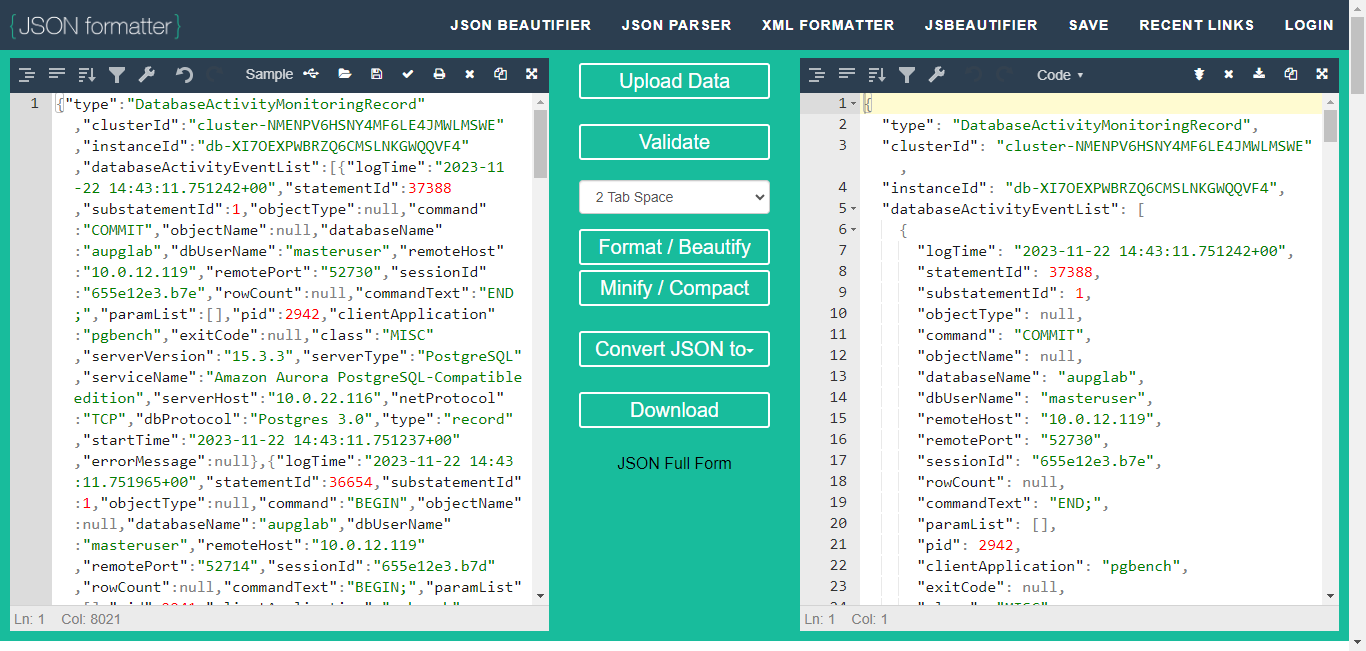 {JSON formatter}
JSON BEAUTIFIER JSON PARSER XML FORMATTER JSBEAUTIFIER SAVE RECENT LINKS LOGIN
Sample
1 {"type":"DatabaseActivityMonitoringRecord"
,"clusterId":"cluster-NMENPV6HSNY4MF6LE4JMWLMSWE"
,"instanceId":"db-XI7OEXPWBRZQ6CMSLNKGWQQVF4"
,"databaseActivityEventList":[{"logTime":"2023-11
-22 14:43:11.751242+00","statementId":37388
,"substatementId":1,"objectType":null,"command"
:"COMMIT","objectName":null,"databaseName"
:"aupglab","dbUserName":"masteruser","remoteHost"
:"10.0.12.119","remotePort":"52730","sessionId"
:"655e12e3.b7e","rowCount":null,"commandText":"END
;","paramList":[],"pid":2942,"clientApplication"
:"pgbench","exitCode":null,"class":"MISC"
,"serverVersion":"15.3.3","serverType":"PostgreSQL"
,"serviceName":"Amazon Aurora PostgreSQL-Compatible
edition","serverHost":"10.0.22.116","netProtocol"
:"TCP","dbProtocol":"Postgres 3.0","type":"record"
,"startTime":"2023-11-22 14:43:11.751237+00"
,"errorMessage":null},{"logTime":"2023-11-22 14:43
:11.751965+00","statementId":36654,"substatementId"
:1,"objectType":null,"command":"BEGIN","objectName"
:null,"databaseName":"aupglab","dbUserName"
:"masteruser","remoteHost":"10.0.12.119"
,"remotePort":"52714","sessionId":"655e12e3.b7d"
,"rowCount":null,"commandText":"BEGIN;","paramList"
Ln: 1 Col: 8021
Upload Data
Validate
2 Tab Space
Format / Beautify
Minify / Compact
Convert JSON to
Download
JSON Full Form
Code
1 {
2 "type": "DatabaseActivityMonitoringRecord",
3 "clusterId": "cluster-NMENPV6HSNY4MF6LE4JMWLMSWE"
,
4 "instanceId": "db-XI7OEXPWBRZQ6CMSLNKGWQQVF4",
5 "databaseActivityEventList": [
6 {
7 "logTime": "2023-11-22 14:43:11.751242+00",
8 "statementId": 37388,
9 "substatementId": 1,
10 "objectType": null,
11 "command": "COMMIT",
12 "objectName": null,
13 "databaseName": "aupglab",
14 "dbUserName": "masteruser",
15 "remoteHost": "10.0.12.119",
16 "remotePort": "52730",
17 "sessionId": "655e12e3.b7e",
18 "rowCount": null,
19 "commandText": "END;",
20 "paramList": [],
21 "pid": 2942,
22 "clientApplication": "pgbench",
23 "exitCode": null,
Ln: 1 Col: 1